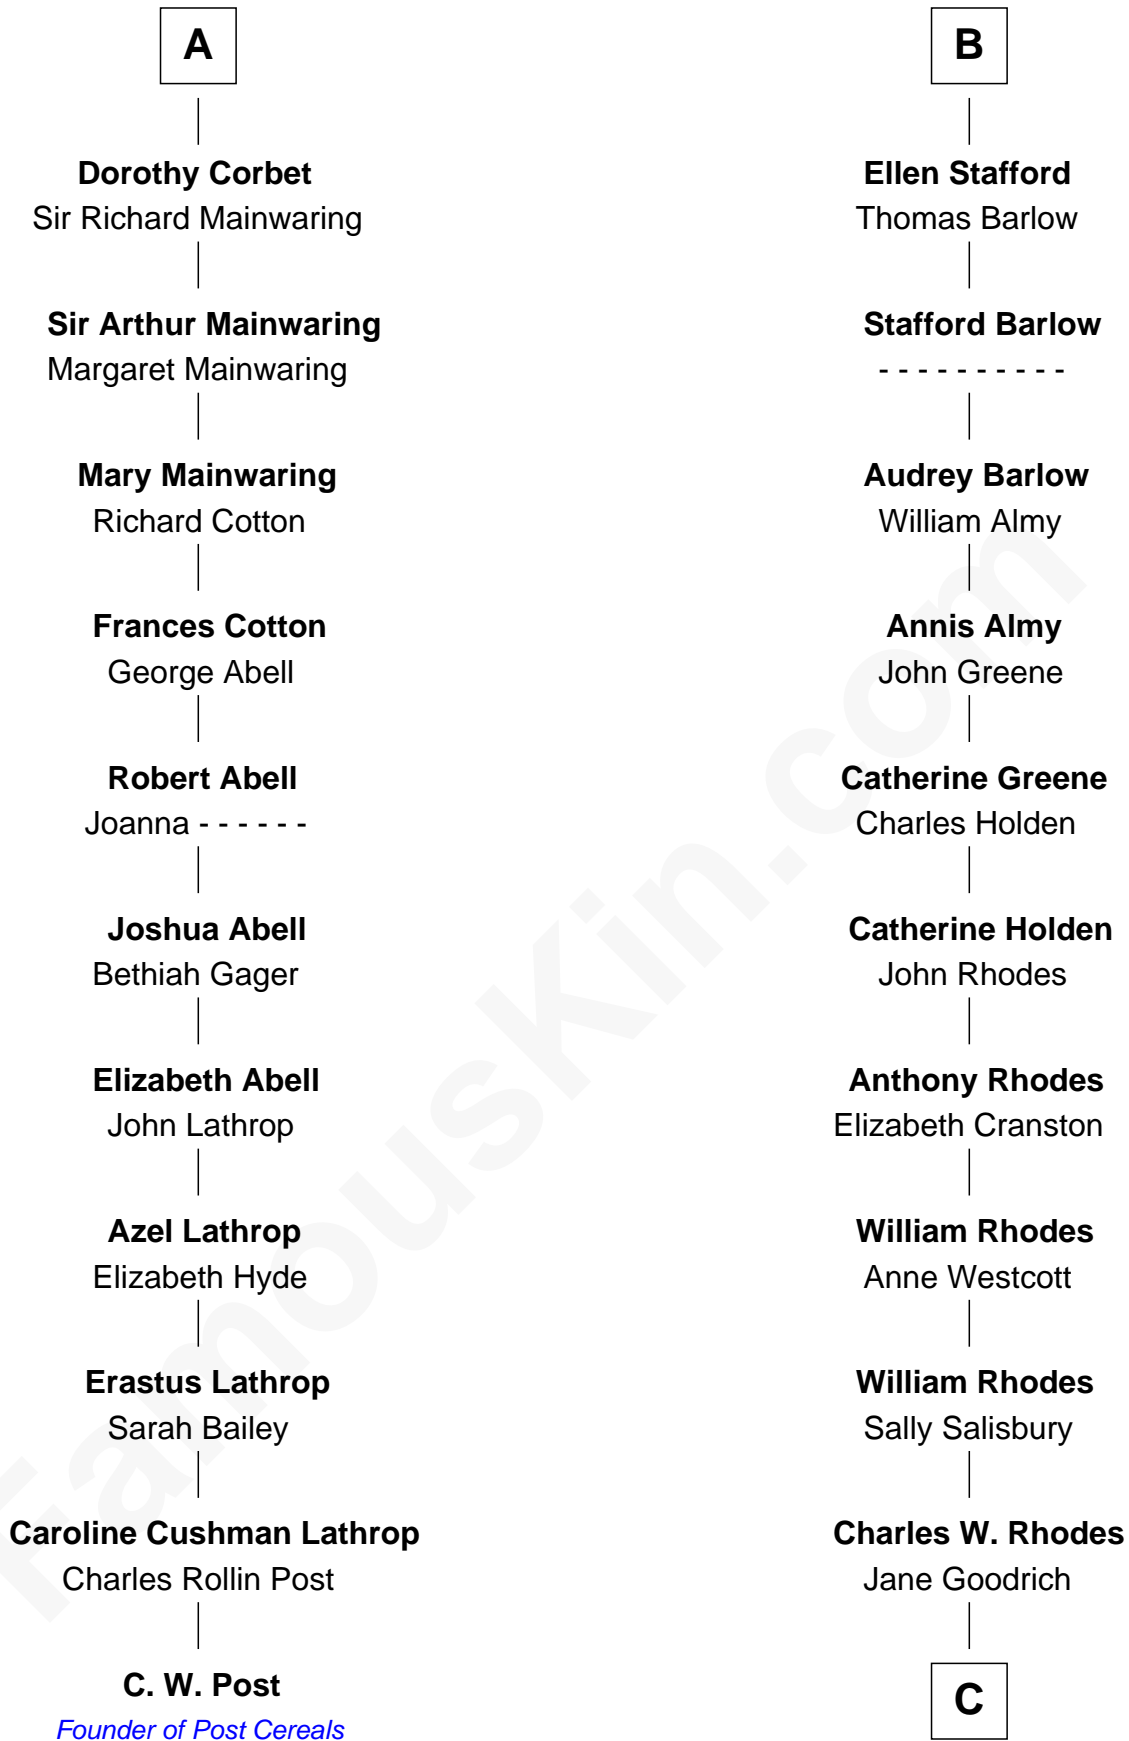 A
Dorothy Corbet
Sir Richard Mainwaring
Sir Arthur Mainwaring
Margaret Mainwaring
Mary Mainwaring
Richard Cotton
Frances Cotton
George Abell
Robert Abell
Joanna - - - - - -
Joshua Abell
Bethiah Gager
Elizabeth Abell
John Lathrop
Azel Lathrop
Elizabeth Hyde
Erastus Lathrop
Sarah Bailey
Caroline Cushman Lathrop
Charles Rollin Post
C. W. Post
Founder of Post Cereals
B
Ellen Stafford
Thomas Barlow
Stafford Barlow
- - - - - - - - - -
Audrey Barlow
William Almy
Annis Almy
John Greene
Catherine Greene
Charles Holden
Catherine Holden
John Rhodes
Anthony Rhodes
Elizabeth Cranston
William Rhodes
Anne Westcott
William Rhodes
Sally Salisbury
Charles W. Rhodes
Jane Goodrich
C
FamousKin.com